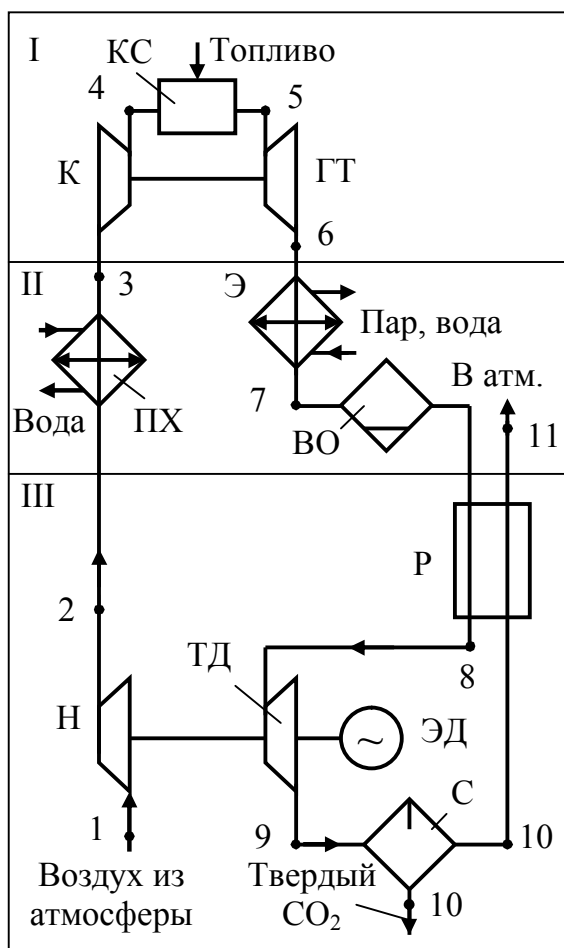 I
КС
Топливо
4
5
К
ГТ
6
II
3
Э
Пар, вода
В атм.
Вода
ПХ
7
ВО
11
III
Р
2
ТД
8
Н
~
ЭД
С
1
9
10
Воздух из
атмосферы
Твердый
СО₂
10